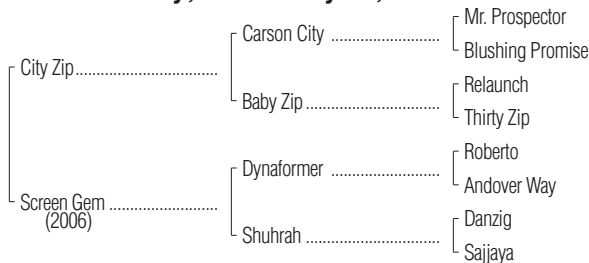 Mr. Prospector
Carson City ..........................
Blushing Promise
City Zip..................................
Relaunch
Baby Zip................................
Thirty Zip
Roberto
Dynaformer ..........................
Andover Way
Screen Gem ..........................
(2006)
Danzig
Shuhrah ................................
Sajjaya